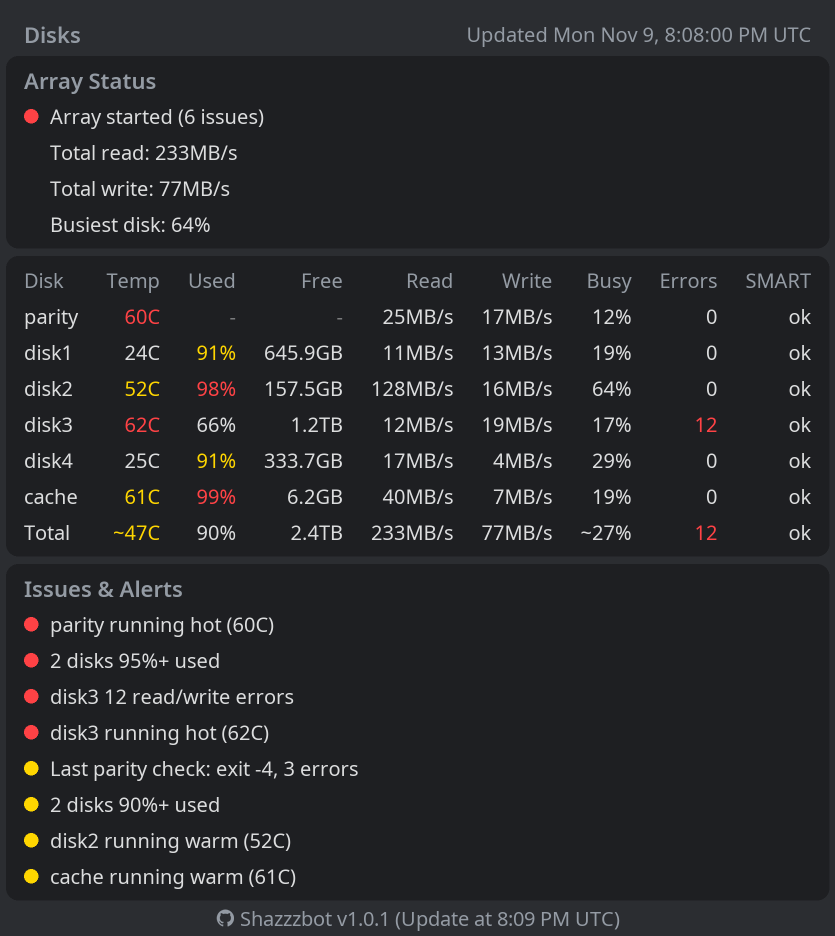 Disks Updated Mon Nov 9, 8:08:00 PM UTC
Array Status
Array started (6 issues)
Total read: 233MB/s
Total write: 77MB/s
Busiest disk: 64%
Disk Temp Used Free Read Write Busy Errors SMART
parity 60C - - 25MB/s 17MB/s 12% 0 ok
disk1 24C 91% 645.9GB 11MB/s 13MB/s 19% 0 ok
disk2 52C 98% 157.5GB 128MB/s 16MB/s 64% 0 ok
disk3 62C 66% 1.2TB 12MB/s 19MB/s 17% 12 ok
disk4 25C 91% 333.7GB 17MB/s 4MB/s 29% 0 ok
cache 61C 99% 6.2GB 40MB/s 7MB/s 19% 0 ok
Total ~47C 90% 2.4TB 233MB/s 77MB/s ~27% 12 ok
Issues & Alerts
parity running hot (60C)
2 disks 95%+ used
disk3 12 read/write errors
disk3 running hot (62C)
Last parity check: exit -4, 3 errors
2 disks 90%+ used
disk2 running warm (52C)
cache running warm (61C)
Shazzzbot v1.0.1 (Update at 8:09 PM UTC)